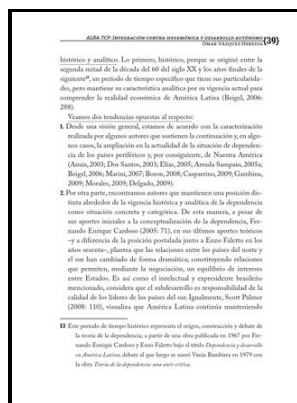 ALBA-TCP: INTEGRACIÓN CONTRA-HEGEMÓNICA Y DESARROLLO AUTÓNOMO (39)
OMAR VÁZQUEZ HEREDIA
histórico y analítico. Lo primero, histórico, porque se originó entre la
segunda mitad de la década del 60 del siglo XX y los años finales de la
siguiente¹³, un período de tiempo específico que tiene sus particularida-
des, pero mantiene su característica analítica por su vigencia actual para
comprender la realidad económica de América Latina (Beigel, 2006:
288).
Veamos dos tendencias opuestas al respecto:
1. Desde una visión general, estamos de acuerdo con la caracterización
realizada por algunos autores que sostienen la continuación y, en algu-
nos casos, la ampliación en la actualidad de la situación de dependen-
cia de los países periféricos y, por consiguiente, de Nuestra América
(Amin, 2003; Dos Santos, 2003; Elías, 2005; Arruda Sampaio, 2005a;
Beigel, 2006; Marini, 2007; Boron, 2008; Casparrino, 2009; Gambina,
2009; Morales, 2009; Delgado, 2009).
2. Por otra parte, encontramos autores que mantienen una posición dis-
tinta alrededor de la vigencia histórica y analítica de la dependencia
como situación concreta y categórica. De esta manera, a pesar de
sus aportes iniciales a la conceptualización de la dependencia, Fer-
nando Enrique Cardoso (2005: 71), en sus últimos aportes teóricos
–y a diferencia de la posición postulada junto a Enzo Faletto en los
años sesenta–, plantea que las relaciones entre los países del norte y
el sur han cambiado de forma dramática; constituyendo relaciones
que permiten, mediante la negociación, un equilibrio de intereses
entre Estados. Es así como el intelectual y expresidente brasileño
mencionado, considera que el subdesarrollo es responsabilidad de la
calidad de los líderes de los países del sur. Igualmente, Scott Palmer
(2008: 110), visualiza que América Latina continúa manteniendo
13 Este período de tiempo histórico representa el origen, construcción y debate de
la teoría de la dependencia; a partir de una obra publicada en 1967 por Fer-
nando Enrique Cardoso y Enzo Faletto bajo el título Dependencia y desarrollo
en América Latina; debate al que luego se sumó Vania Bambirra en 1979 con
la obra Teoría de la dependencia: una anti-crítica.